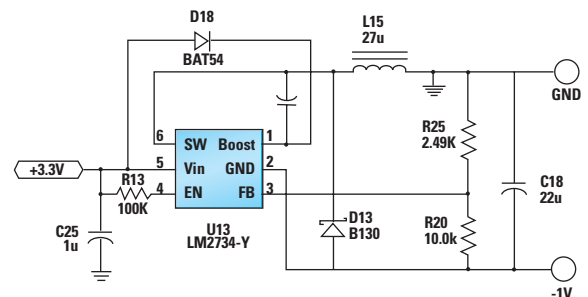 D18
BAT54
L15
27u
GND
6 SW Boost 1
+3.3V
5 Vin GND 2
R13
100K
4 EN FB 3
U13
LM2734-Y
C25
1u
D13
B130
R25
2.49K
R20
10.0k
C18
22u
-1V